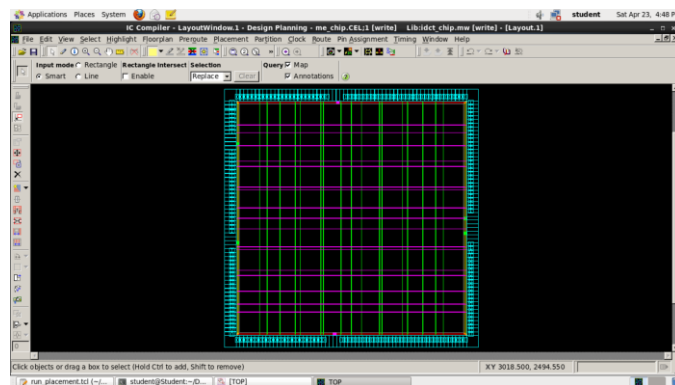 Applications Places System student Sat Apr 23, 4:48 P
IC Compiler - LayoutWindow.1 - Design Planning - me_chip.CEL;1 [write] Lib:idct_chip.mw [write] - [Layout.1]
File Edit View Select Highlight Floorplan Preroute Placement Partition Clock Route Pin Assignment Timing Window Help
Input mode Rectangle Rectangle Intersect Selection Query Map
Smart Line Enable Replace Clear Annotations
Click objects or drag a box to select (Hold Ctrl to add, Shift to remove) XY 3018.500, 2494.550
run_placement.tcl (~/... student@Student:~/D... [TOP] TOP